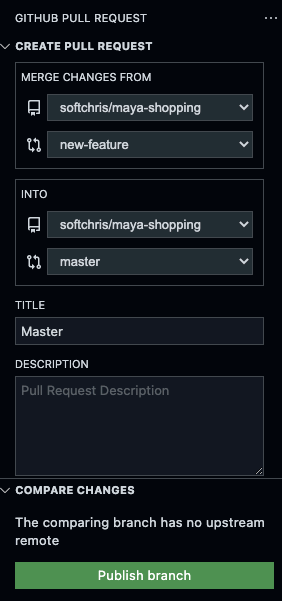 GITHUB PULL REQUEST
CREATE PULL REQUEST
MERGE CHANGES FROM
softchris/maya-shopping
new-feature
INTO
softchris/maya-shopping
master
TITLE
Master
DESCRIPTION
Pull Request Description
COMPARE CHANGES
The comparing branch has no upstream
remote
Publish branch